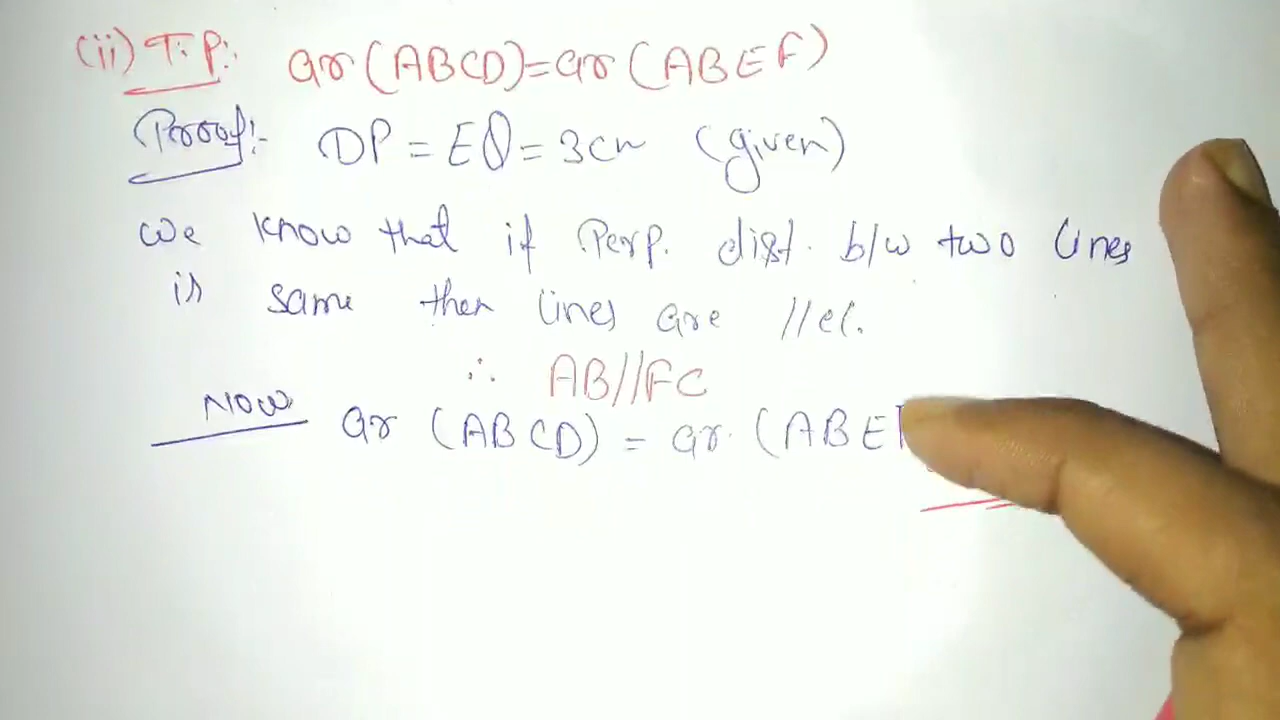 (ii) T.P:. ar (ABCD) = ar (ABEF)
Proof:- DP = EQ = 3cm (given)
we know that if Perp. dist. b/w two lines
is same then lines are //el.
∴ AB//FC
Now ar (ABCD) = ar. (ABE